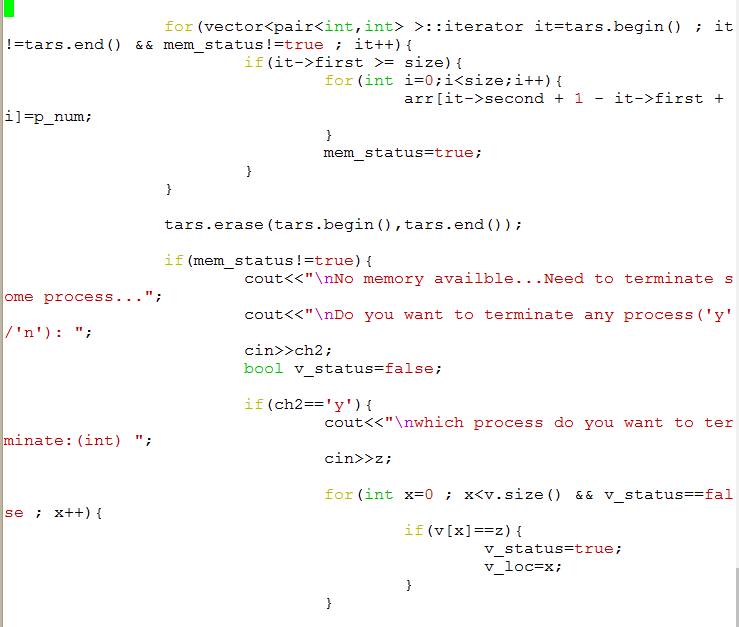 for(vector<pair<int,int> >::iterator it=tars.begin() ; it
!=tars.end() && mem_status!=true ; it++){
if(it->first >= size){
for(int i=0;i<size;i++){
arr[it->second + 1 - it->first +
i]=p_num;
}
mem_status=true;
}
}
tars.erase(tars.begin(),tars.end());
if(mem_status!=true){
cout<<"\nNo memory availble...Need to terminate s
ome process...";
cout<<"\nDo you want to terminate any process('y'
/'n'): ";
cin>>ch2;
bool v_status=false;
if(ch2=='y'){
cout<<"\nwhich process do you want to ter
minate:(int) ";
cin>>z;
for(int x=0 ; x<v.size() && v_status==fal
se ; x++){
if(v[x]==z){
v_status=true;
v_loc=x;
}
}